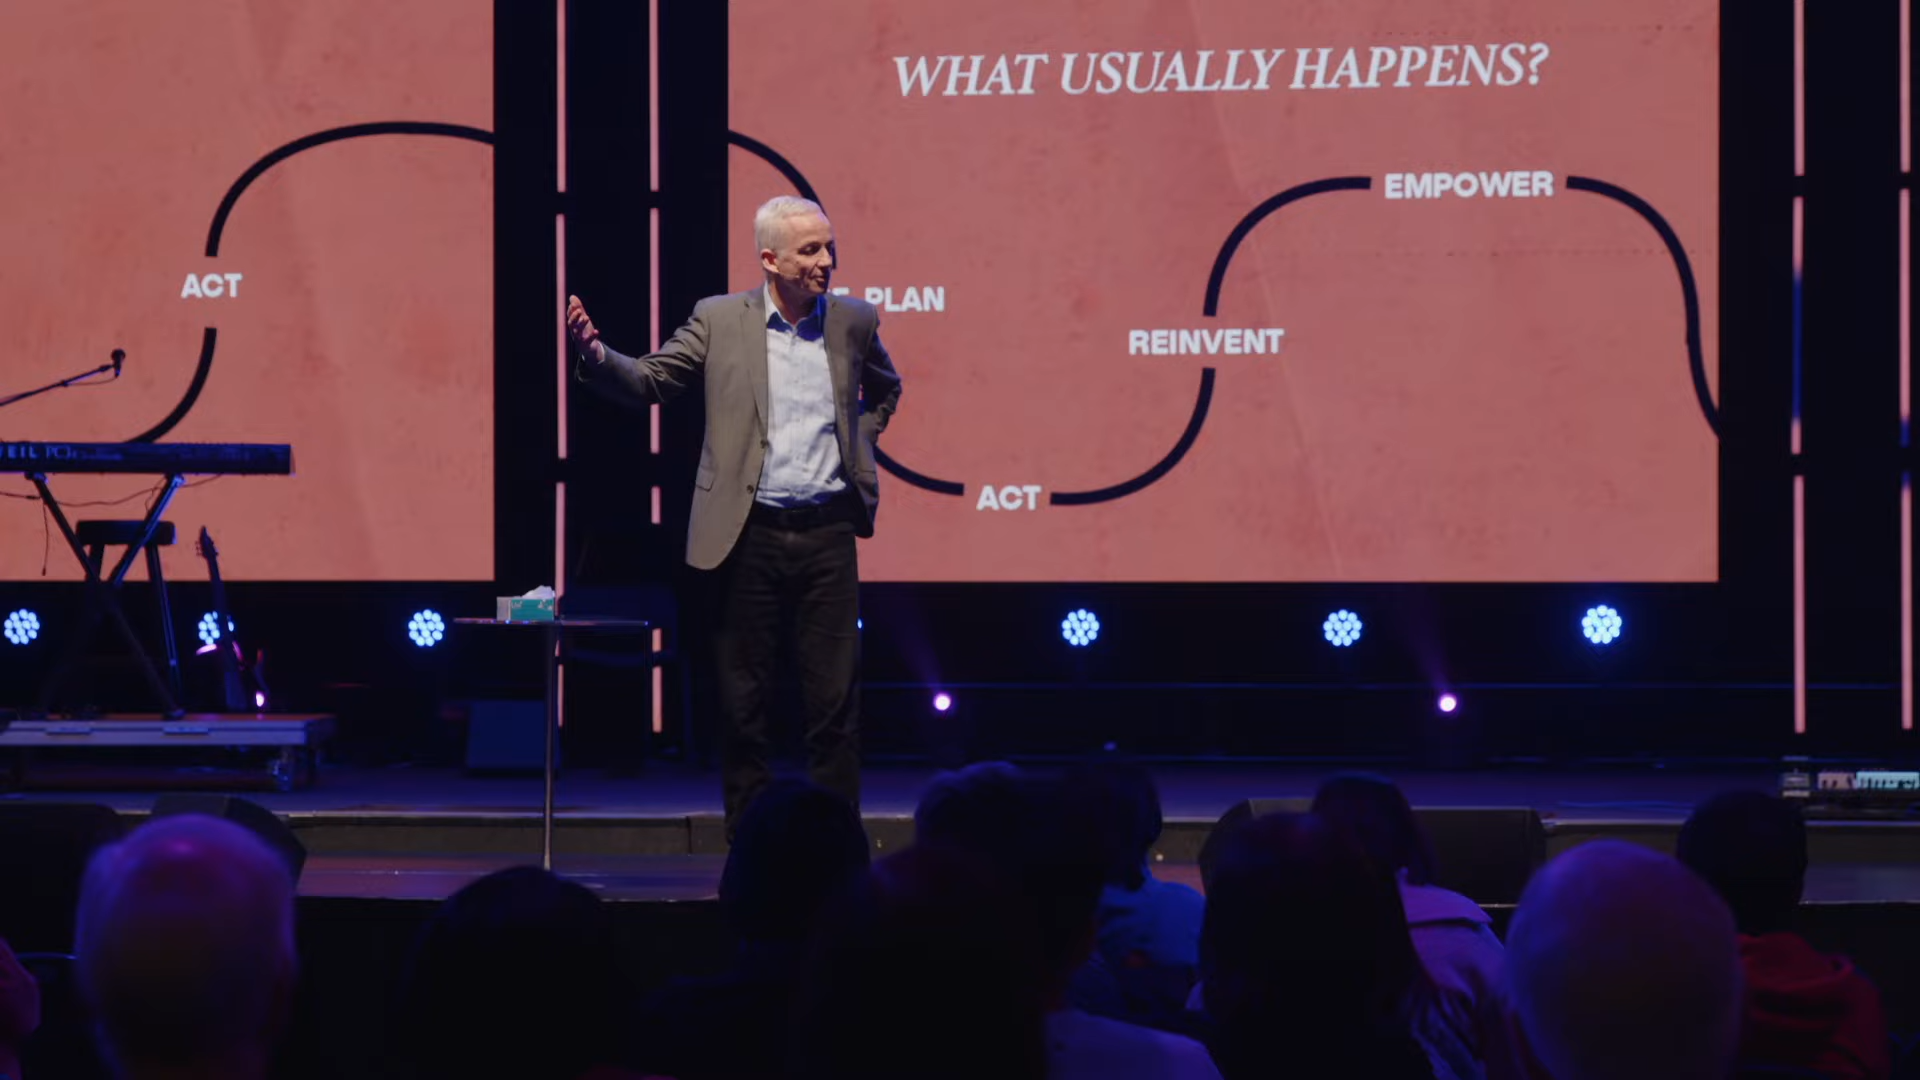 WHAT USUALLY HAPPENS?
EMPOWER
ACT
PLAN
REINVENT
ACT